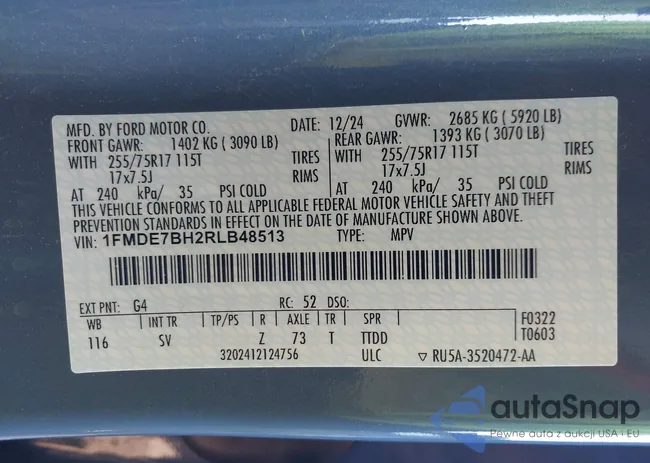 MFD. BY FORD MOTOR CO. DATE: 12/24 GVWR: 2685 KG ( 5920 LB)
FRONT GAWR: 1402 KG ( 3090 LB) REAR GAWR: 1393 KG ( 3070 LB)
WITH 255/75R17 115T TIRES WITH 255/75R17 115T TIRES
17x7.5J RIMS 17x7.5J RIMS
AT 240 kPa/ 35 PSI COLD AT 240 kPa/ 35 PSI COLD
THIS VEHICLE CONFORMS TO ALL APPLICABLE FEDERAL MOTOR VEHICLE SAFETY AND THEFT
PREVENTION STANDARDS IN EFFECT ON THE DATE OF MANUFACTURE SHOWN ABOVE.
VIN: 1FMDE7BH2RLB48513 TYPE: MPV
EXT PNT: G4 RC: 52 DSO:
WB INT TR TP/PS R AXLE TR SPR F0322
116 SV Z 73 T TTDD T0603
3202412124756 ULC ▽ RU5A-3520472-AA
autaSnap
Pewne auta z aukcji USA i EU